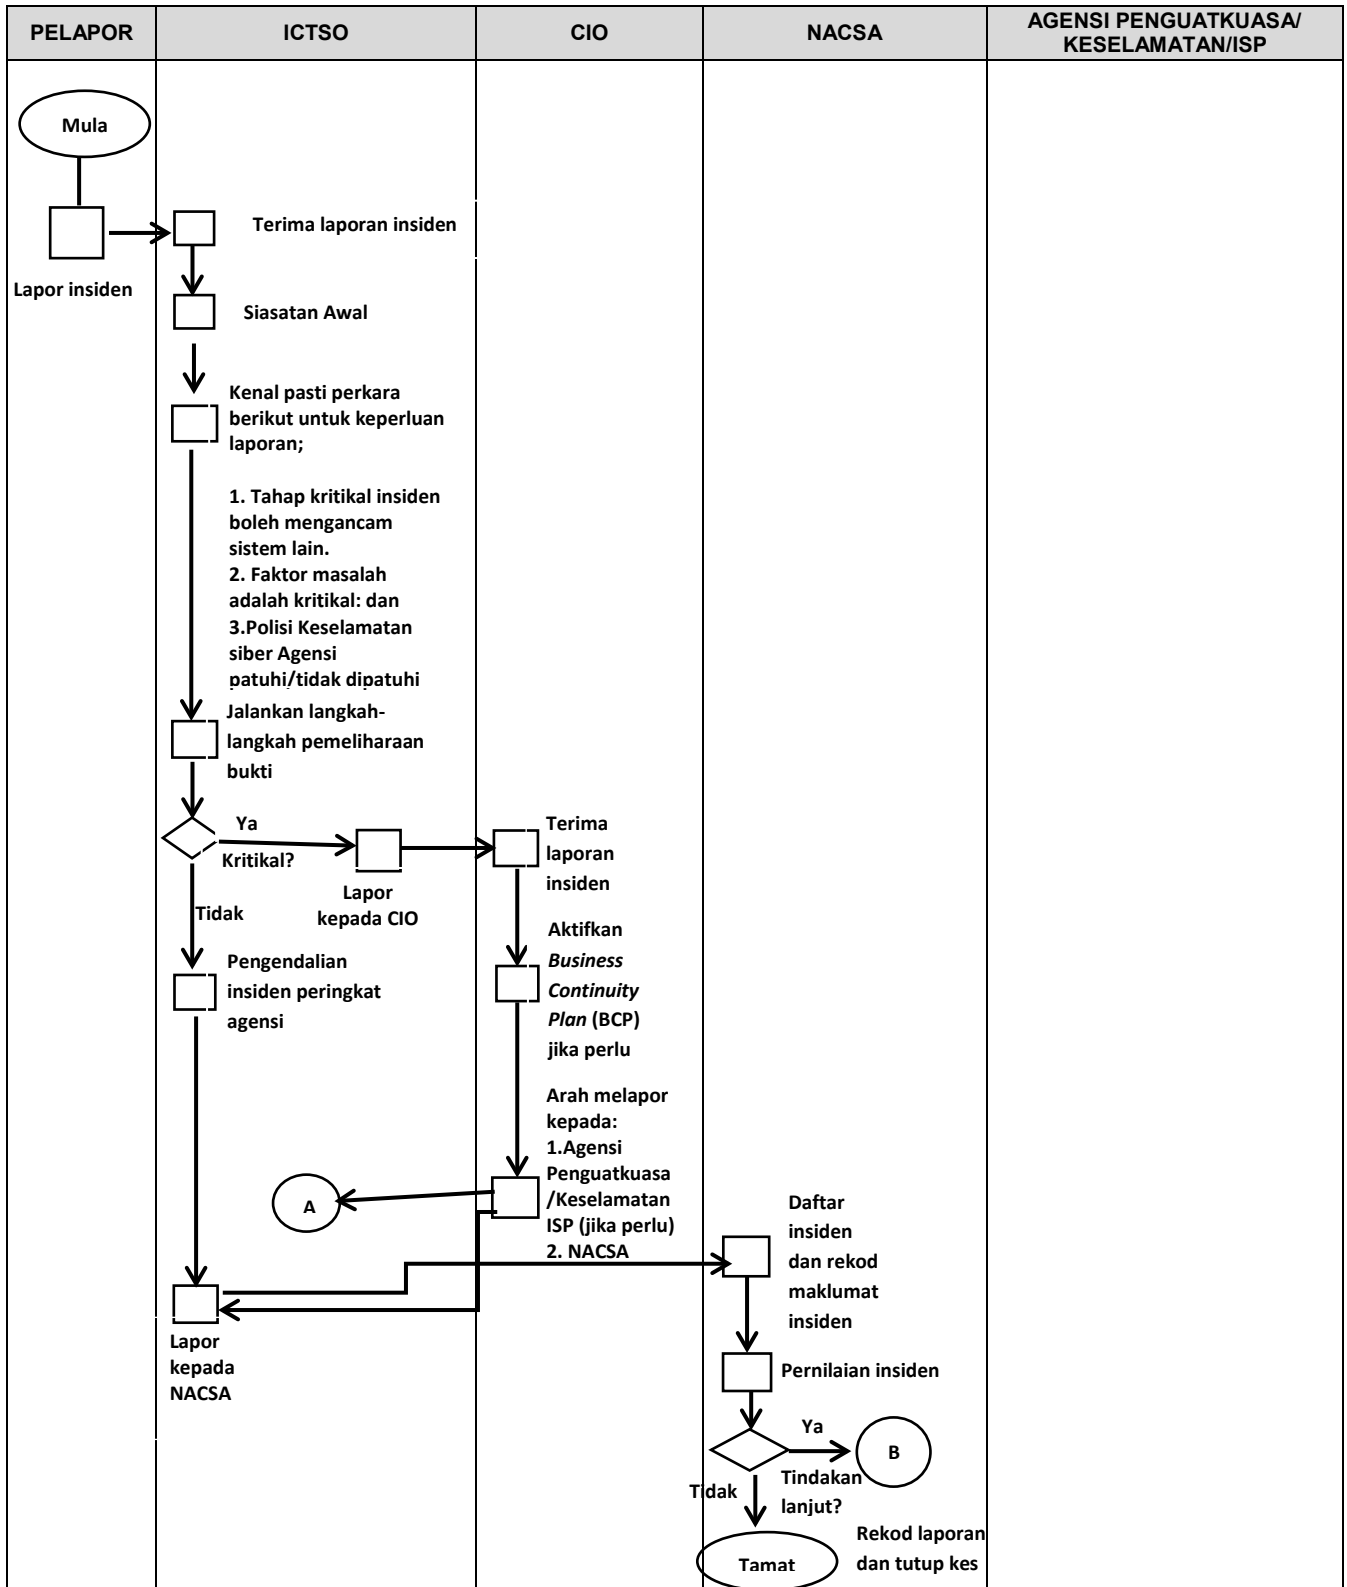 PELAPOR
ICTSO
CIO
NACSA
AGENSI PENGUATKUASA/
KESELAMATAN/ISP
Mula
Lapor insiden
Terima laporan insiden
Siasatan Awal
Kenal pasti perkara
berikut untuk keperluan
laporan;
1. Tahap kritikal insiden
boleh mengancam
sistem lain.
2. Faktor masalah
adalah kritikal: dan
3.Polisi Keselamatan
siber Agensi
patuhi/tidak dipatuhi
Jalankan langkah-
langkah pemeliharaan
bukti
Ya
Kritikal?
Tidak
Lapor
kepada CIO
Pengendalian
insiden peringkat
agensi
A
Lapor
kepada
NACSA
Terima
laporan
insiden
Aktifkan
Business
Continuity
Plan (BCP)
jika perlu
Arah melapor
kepada:
1.Agensi
Penguatkuasa
/Keselamatan
ISP (jika perlu)
2. NACSA
Daftar
insiden
dan rekod
maklumat
insiden
Pernilaian insiden
Ya
B
Tindakan
lanjut?
Tidak
Tamat
Rekod laporan
dan tutup kes